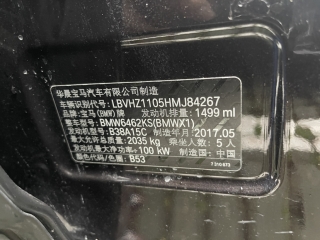 华晨宝马汽车有限公司制造
车辆识别代号: LBVHZ1105HMJ84267
品牌: 宝马(BMW)牌 发动机排量: 1499 ml
整车型号: BMW6462KS(BMWX1)
发动机型号: B38A15C 制造年月 2017.05
最大允许总质量: 2035 kg 乘坐人数: 5 人
发动机最大净功率: 100 kW 制造国: 中国
车身颜色代码: B53